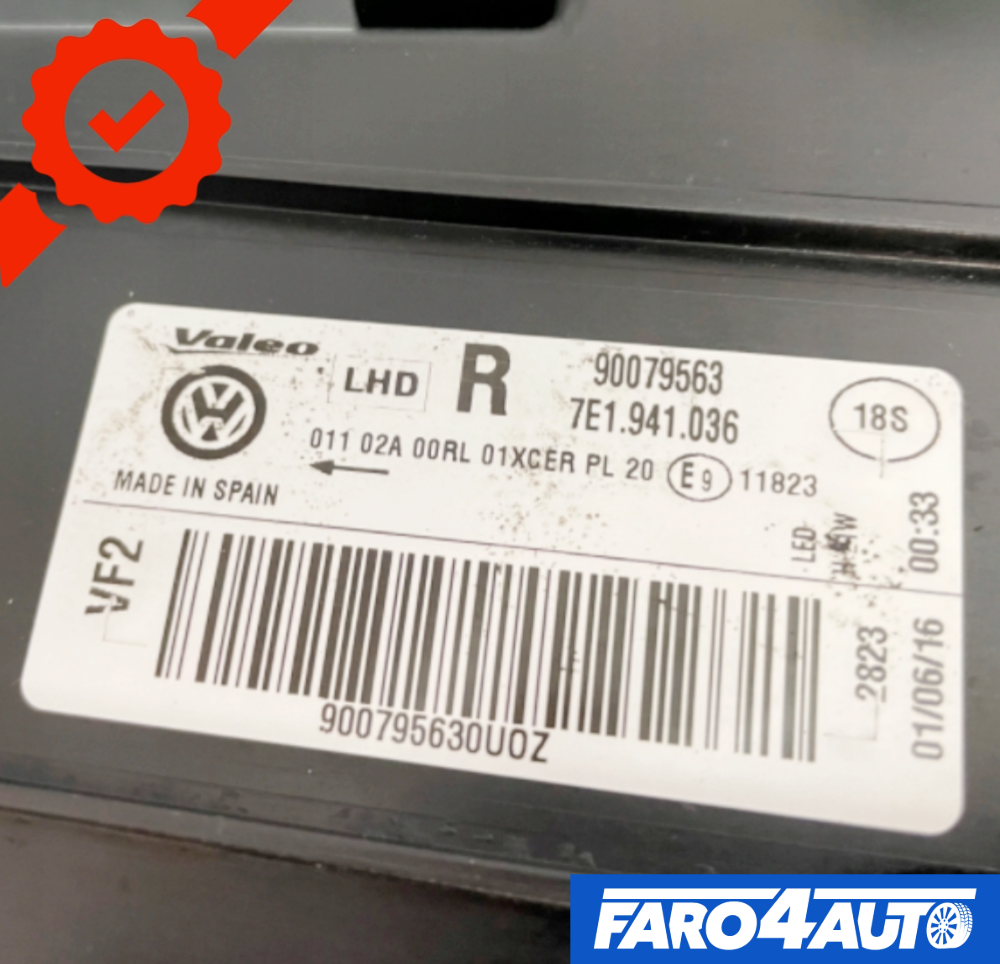 Valeo
LHD R 90079563
7E1.941.036
18S
011 02A 00RL 01XCER PL 20 E9 11823
MADE IN SPAIN
LED
00:33
VF2
2823
01/06/16
900795630U0Z
FARO4AUTO